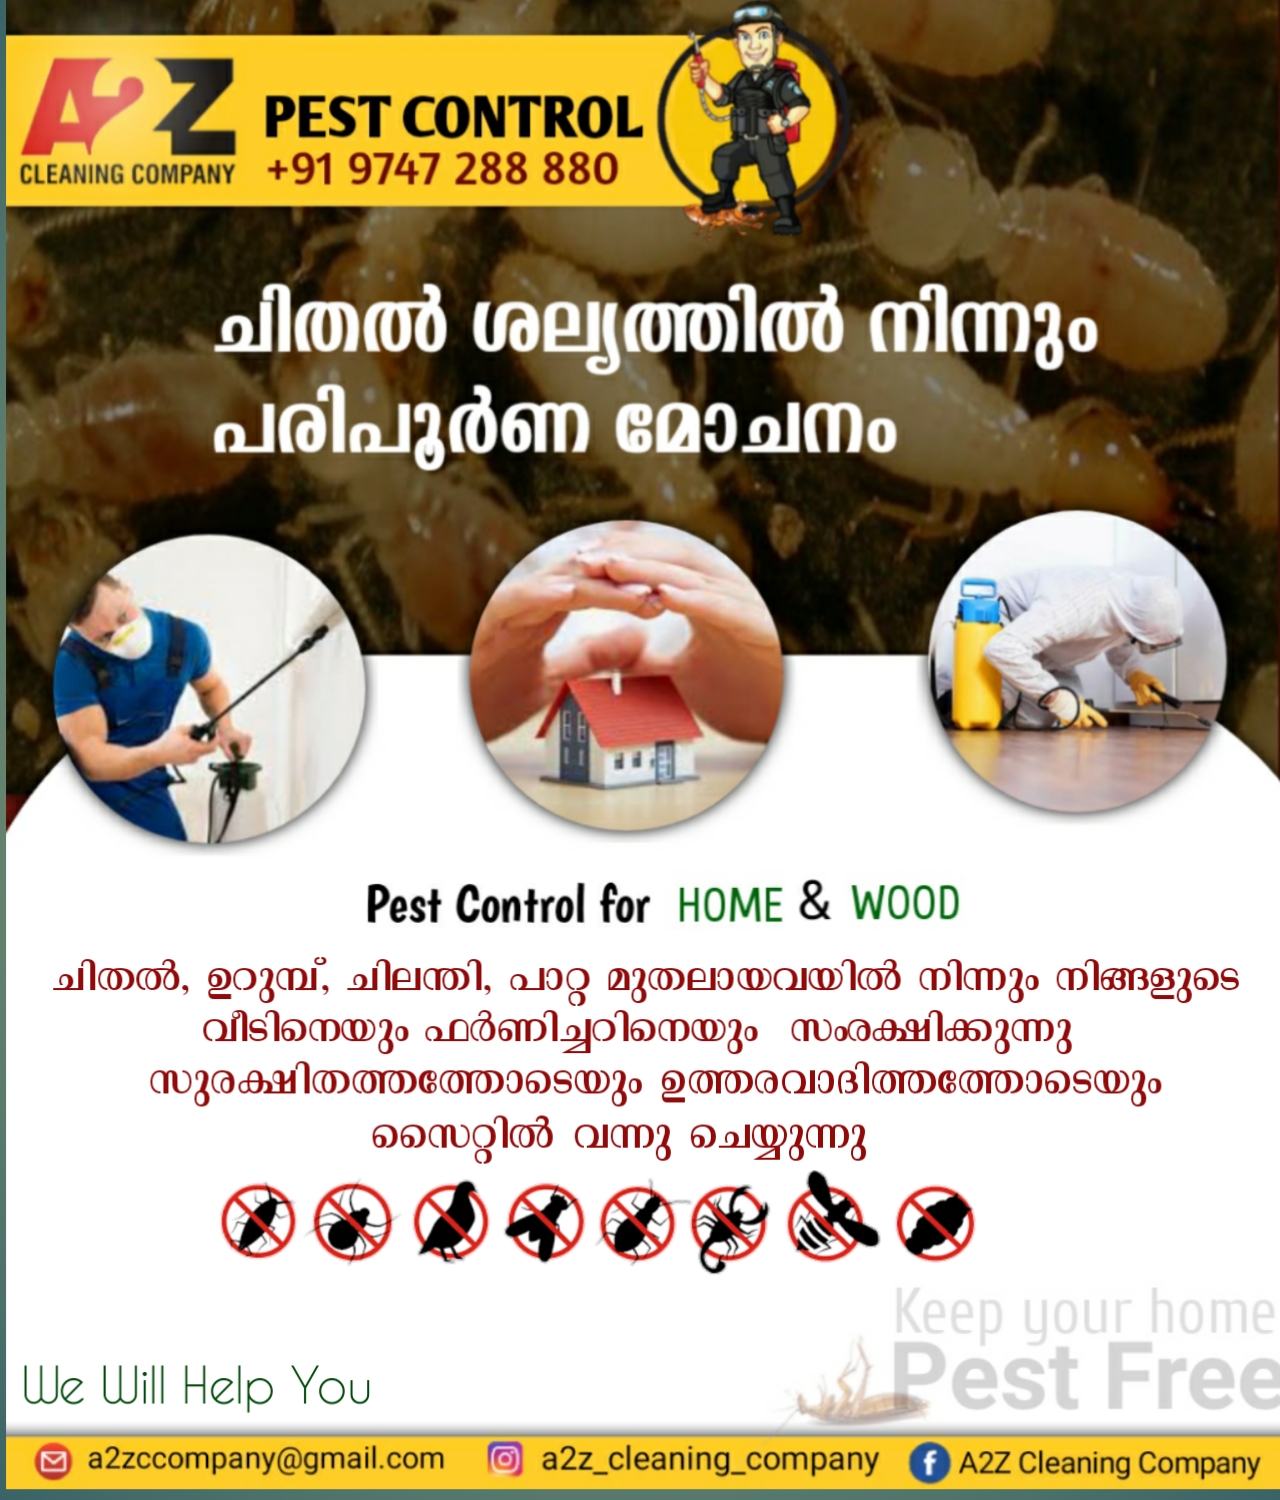 A2Z
CLEANING COMPANY
PEST CONTROL
+91 9747 288 880
ചിതൽ ശല്യത്തിൽ നിന്നും
പരിപൂർണ മോചനം
Pest Control for HOME & WOOD
ചിതൽ, ഉറുമ്പ്, ചിലന്തി, പാറ്റ മുതലായവയിൽ നിന്നും നിങ്ങളുടെ
വീടിനെയും ഫർണിച്ചറിനെയും സംരക്ഷിക്കുന്നു
സുരക്ഷിതത്തത്തോടെയും ഉത്തരവാദിത്തത്തോടെയും
സൈറ്റിൽ വന്നു ചെയ്യുന്നു
Keep your home
Pest Free
We Will Help You
a2zccompany@gmail.com a2z_cleaning_company A2Z Cleaning Company